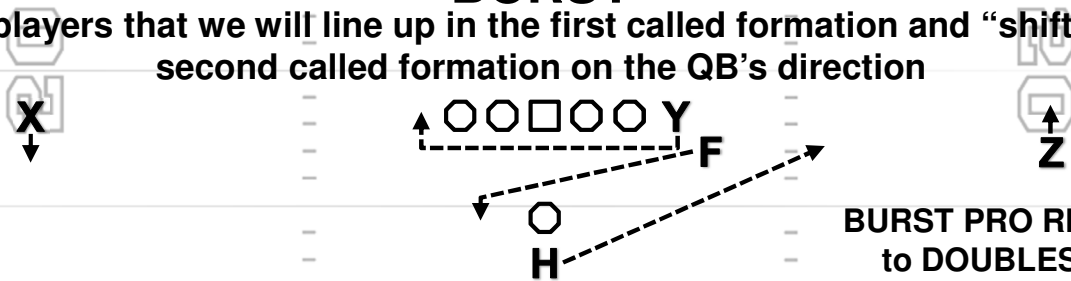 players that we will line up in the first called formation and “shift
second called formation on the QB’s direction
X Y
F Z
H
BURST PRO
to DOUBLES